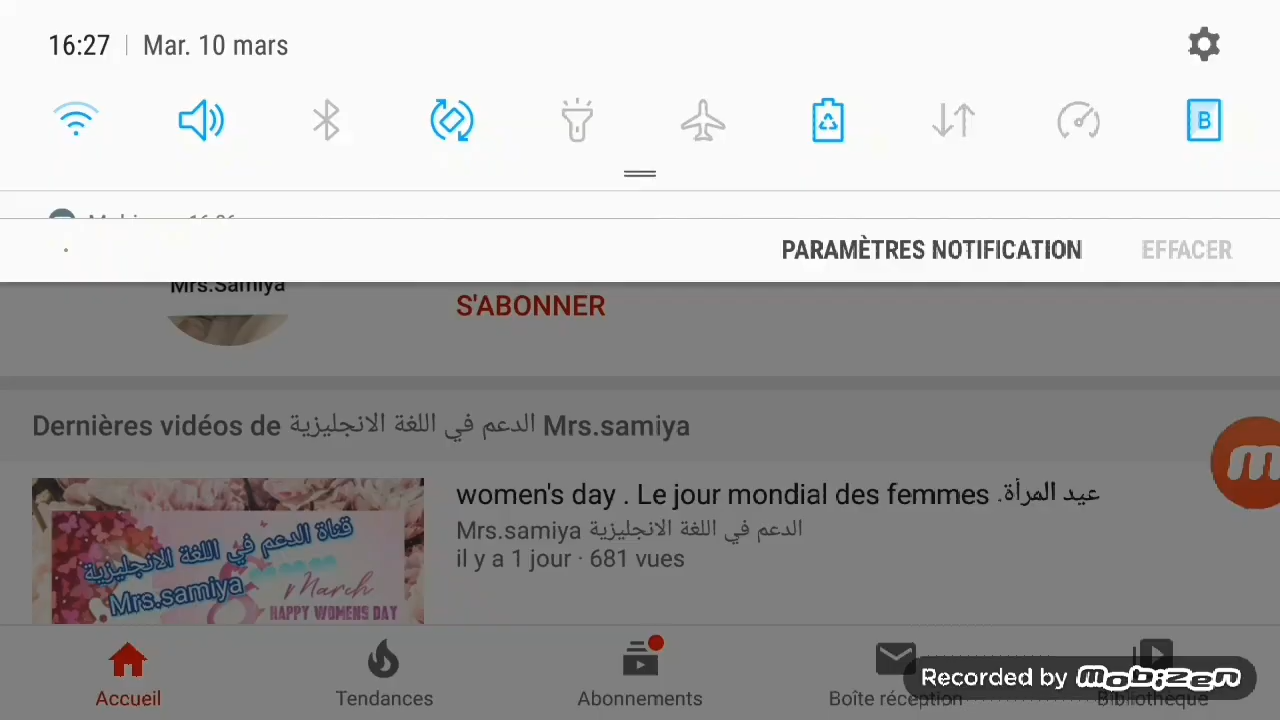 16:27 | Mar. 10 mars
B
PARAMÈTRES NOTIFICATION EFFACER
Mrs.Samiya
S'ABONNER
Dernières vidéos de الدعم في اللغة الانجليزية Mrs.samiya
women's day . Le jour mondial des femmes .عيد المرأة
Mrs.samiya الدعم في اللغة الانجليزية
il y a 1 jour · 681 vues
قناة الدعم في اللغة الانجليزية
Mrs.samiya
March
HAPPY WOMENS DAY
Recorded by mobizen
Accueil Tendances Abonnements Boîte réception Bibliothèque